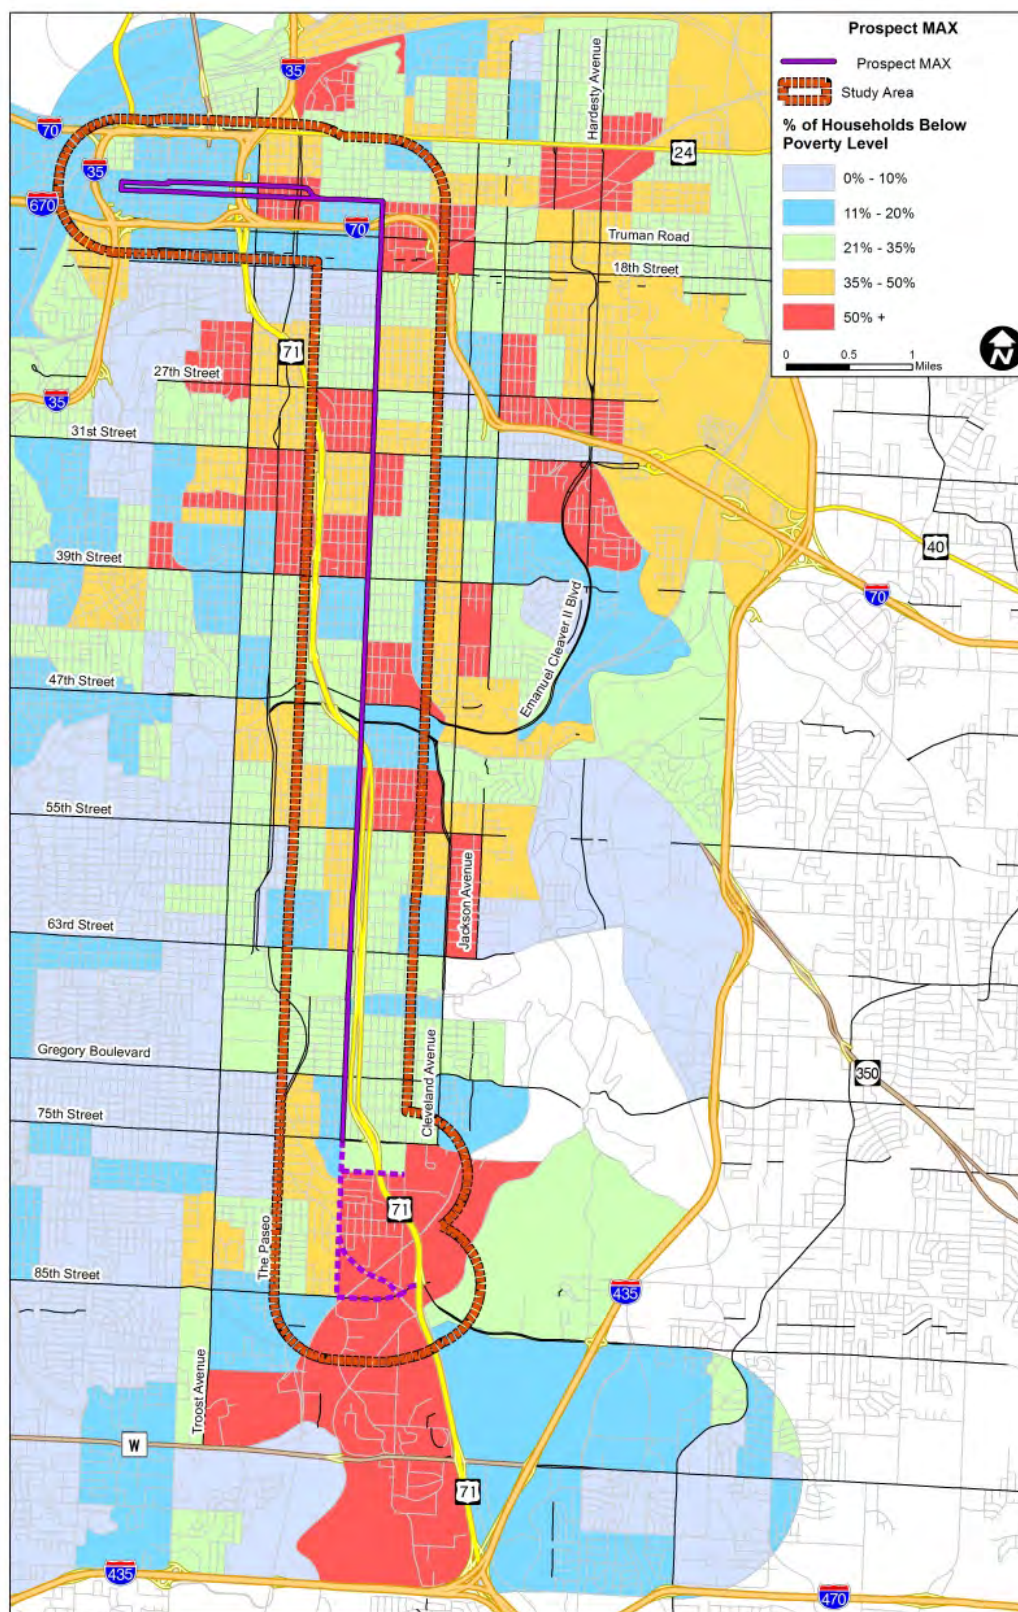 Prospect MAX
Prospect MAX
Study Area
% of Households Below
Poverty Level
0% - 10%
11% - 20%
21% - 35%
35% - 50%
50% +
0 0.5 1
Miles
N
35
70
35
670
70
24
Hardesty Avenue
Truman Road
18th Street
71
27th Street
35
31st Street
39th Street
40
70
Emanuel Cleaver II Blvd
47th Street
55th Street
Jackson Avenue
63rd Street
Gregory Boulevard
Cleveland Avenue
350
75th Street
71
The Paseo
85th Street
435
Troost Avenue
W
71
435
470